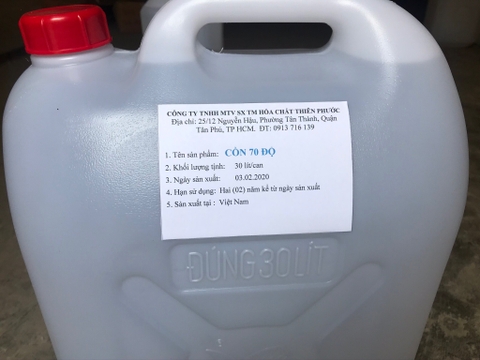 CÔNG TY TNHH MTV SX TM HÓA CHẤT THIÊN PHƯỚC
Địa chỉ: 25/12 Nguyễn Hậu, Phường Tân Thành, Quận
Tân Phú, TP HCM. ĐT: 0913 716 139
1. Tên sản phẩm: CỒN 70 ĐỘ
2. Khối lượng tịnh: 30 lít/can
3. Ngày sản xuất: 03.02.2020
4. Hạn sử dụng: Hai (02) năm kể từ ngày sản xuất
5. Sản xuất tại : Việt Nam
ĐÚNG 30 LÍT